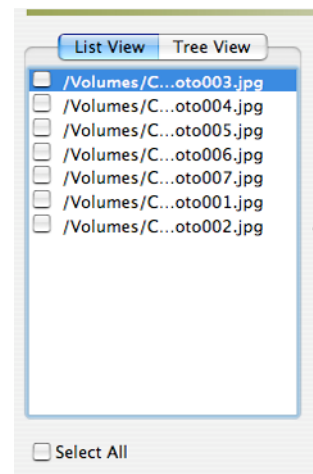 List View Tree View
/Volumes/C...oto003.jpg
/Volumes/C...oto004.jpg
/Volumes/C...oto005.jpg
/Volumes/C...oto006.jpg
/Volumes/C...oto007.jpg
/Volumes/C...oto001.jpg
/Volumes/C...oto002.jpg
Select All